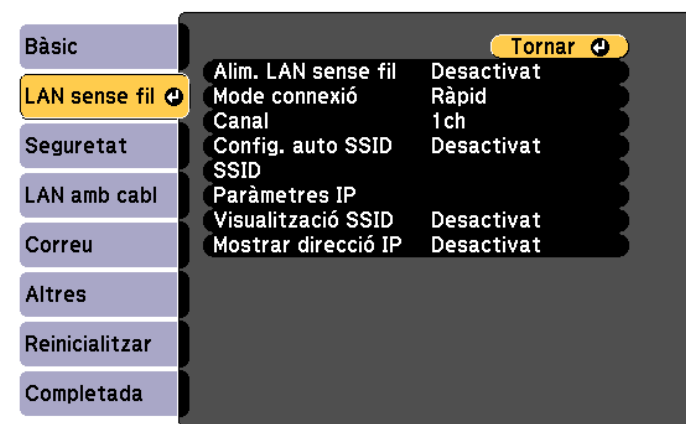 Bàsic
LAN sense fil
Seguretat
LAN amb cabl
Correu
Altres
Reinicialitzar
Completada
Tornar
Alim. LAN sense fil Desactivat
Mode connexió Ràpid
Canal 1ch
Config. auto SSID Desactivat
SSID
Paràmetres IP
Visualització SSID Desactivat
Mostrar direcció IP Desactivat